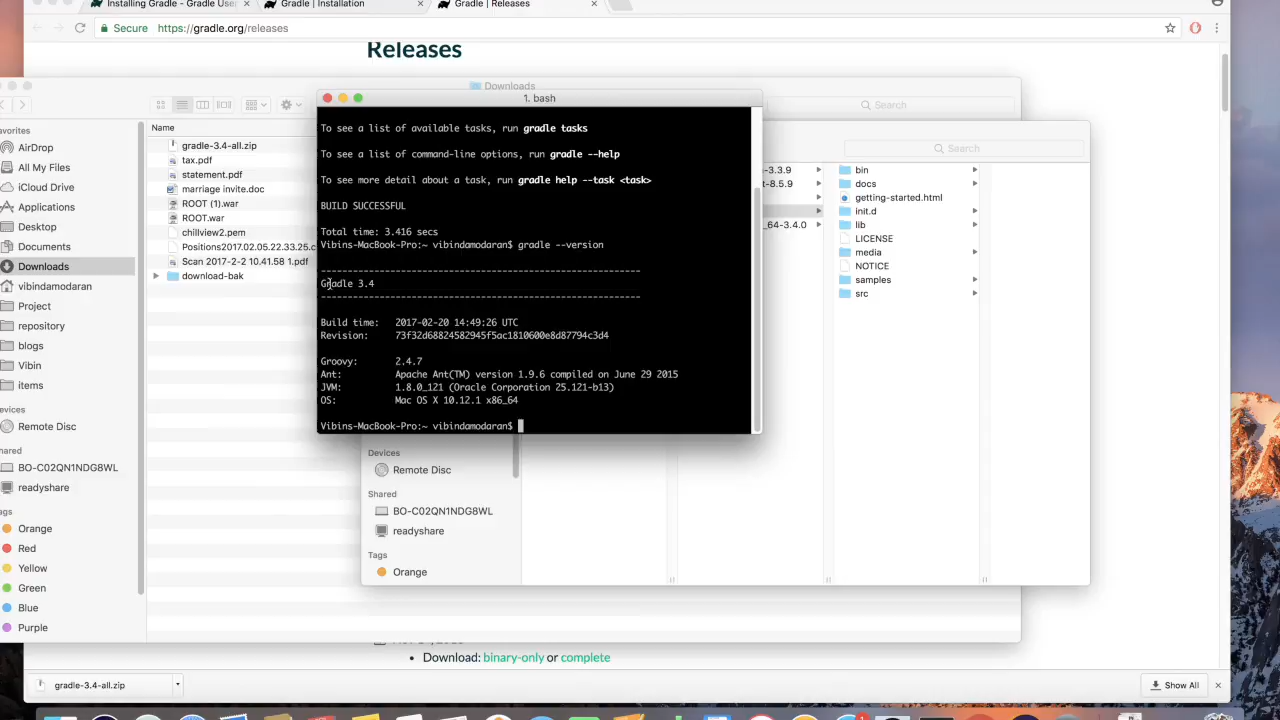 Installing Gradle - Gradle User
Gradle | Installation
Gradle | Releases
Secure
https://gradle.org/releases
Releases
Downloads
Search
1. bash
Search
avorites
AirDrop
All My Files
iCloud Drive
Applications
Desktop
Documents
Downloads
vibindamodaran
Project
repository
blogs
Vibin
items
evices
Remote Disc
hared
BO-C02QN1NDG8WL
readyshare
ags
Orange
Red
Yellow
Green
Blue
Purple
Name
gradle-3.4-all.zip
tax.pdf
statement.pdf
marriage invite.doc
ROOT (1).war
ROOT.war
chillview2.pem
Positions2017.02.05.22.33.25.c
Scan 2017-2-2 10.41.58 1.pdf
download-bak
To see a list of available tasks, run gradle tasks
To see a list of command-line options, run gradle --help
To see more detail about a task, run gradle help --task <task>
BUILD SUCCESSFUL
Total time: 3.416 secs
Vibins-MacBook-Pro:~ vibindamodaran$ gradle --version
------------------------------------------------------------
Gradle 3.4
------------------------------------------------------------
Build time: 2017-02-20 14:49:26 UTC
Revision: 73f32d68824582945f5ac1810600e8d87794c3d4
Groovy: 2.4.7
Ant: Apache Ant(TM) version 1.9.6 compiled on June 29 2015
JVM: 1.8.0_121 (Oracle Corporation 25.121-b13)
OS: Mac OS X 10.12.1 x86_64
Vibins-MacBook-Pro:~ vibindamodaran$
-3.3.9
t-8.5.9
_64-3.4.0
bin
docs
getting-started.html
init.d
lib
LICENSE
media
NOTICE
samples
src
Devices
Remote Disc
Shared
BO-C02QN1NDG8WL
readyshare
Tags
Orange
• Download: binary-only or complete
gradle-3.4-all.zip
Show All